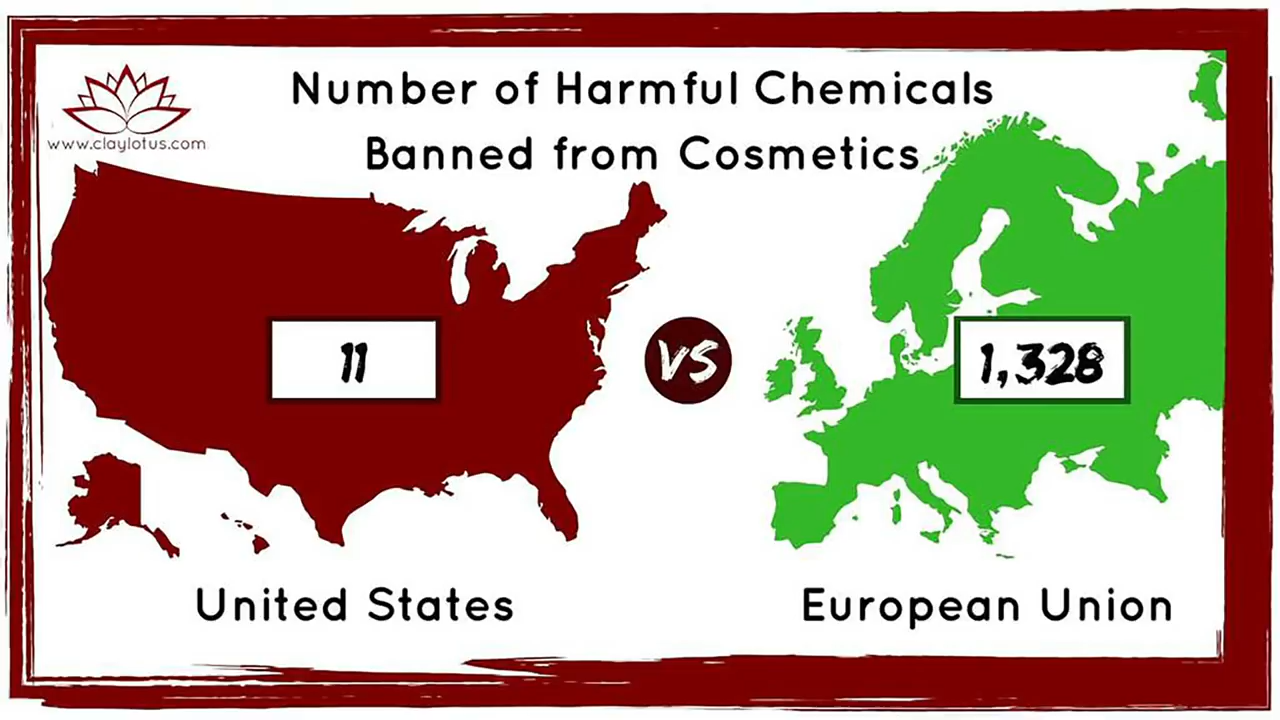 Number of Harmful Chemicals
Banned from Cosmetics
www.claylotus.com
11
VS
1,328
United States
European Union